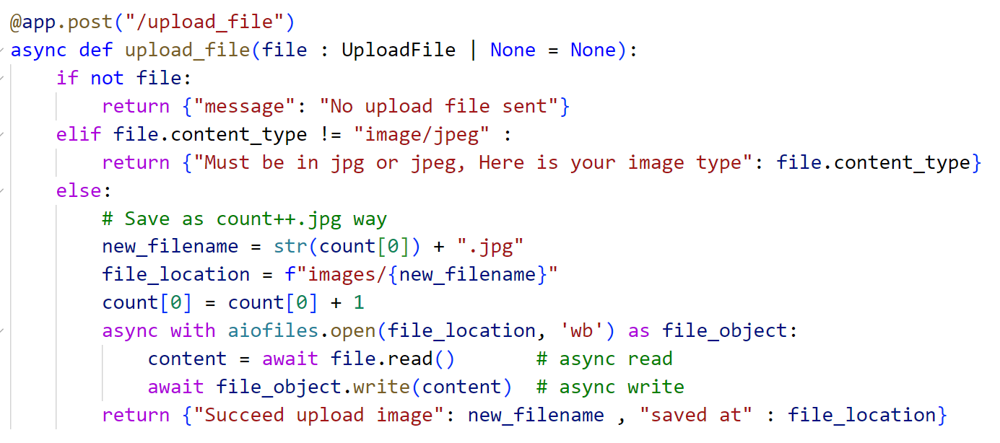 @app.post("/upload_file")
async def upload_file(file : UploadFile | None = None):
    if not file:
        return {"message": "No upload file sent"}
    elif file.content_type != "image/jpeg" :
        return {"Must be in jpg or jpeg, Here is your image type": file.content_type}
    else:
        # Save as count++.jpg way
        new_filename = str(count[0]) + ".jpg"
        file_location = f"images/{new_filename}"
        count[0] = count[0] + 1
        async with aiofiles.open(file_location, 'wb') as file_object:
            content = await file.read()       # async read
            await file_object.write(content)  # async write
        return {"Succeed upload image": new_filename , "saved at" : file_location}